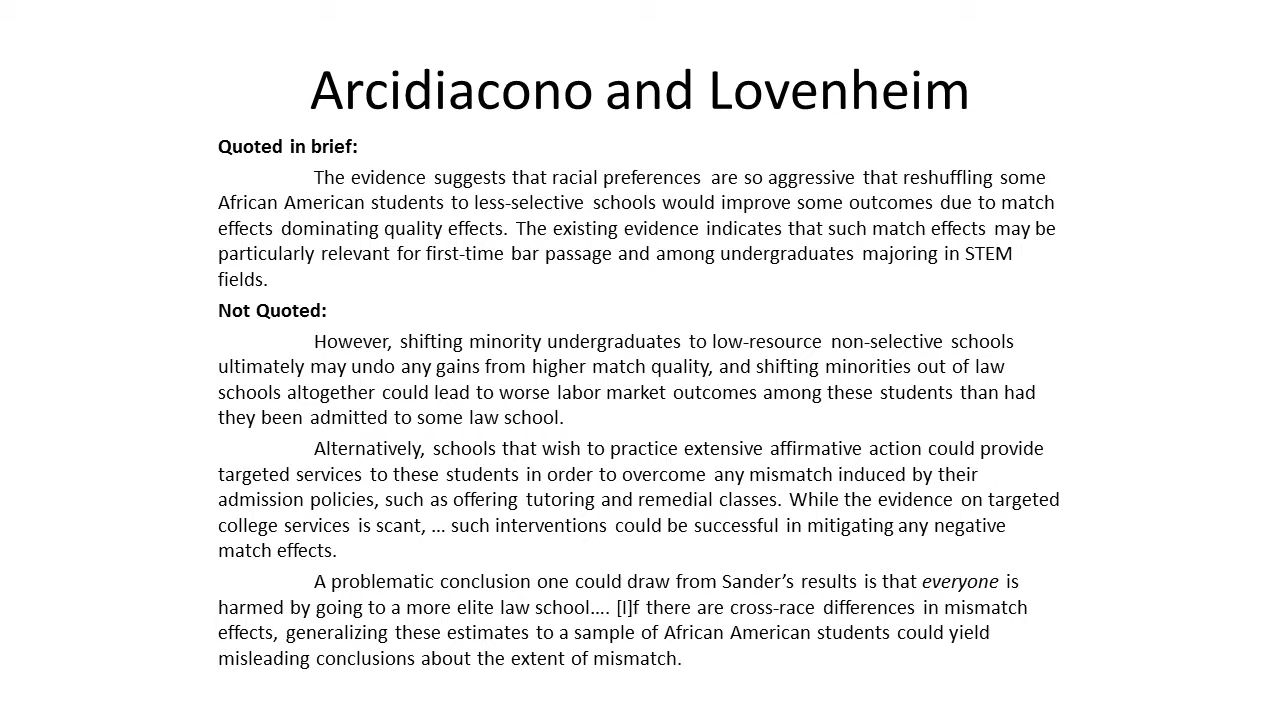 Arcidiacono and Lovenheim
Quoted in brief:
The evidence suggests that racial preferences are so aggressive that reshuffling some
African American students to less-selective schools would improve some outcomes due to match
effects dominating quality effects. The existing evidence indicates that such match effects may be
particularly relevant for first-time bar passage and among undergraduates majoring in STEM
fields.
Not Quoted:
However, shifting minority undergraduates to low-resource non-selective schools
ultimately may undo any gains from higher match quality, and shifting minorities out of law
schools altogether could lead to worse labor market outcomes among these students than had
they been admitted to some law school.
Alternatively, schools that wish to practice extensive affirmative action could provide
targeted services to these students in order to overcome any mismatch induced by their
admission policies, such as offering tutoring and remedial classes. While the evidence on targeted
college services is scant, ... such interventions could be successful in mitigating any negative
match effects.
A problematic conclusion one could draw from Sander’s results is that everyone is
harmed by going to a more elite law school.... [I]f there are cross-race differences in mismatch
effects, generalizing these estimates to a sample of African American students could yield
misleading conclusions about the extent of mismatch.